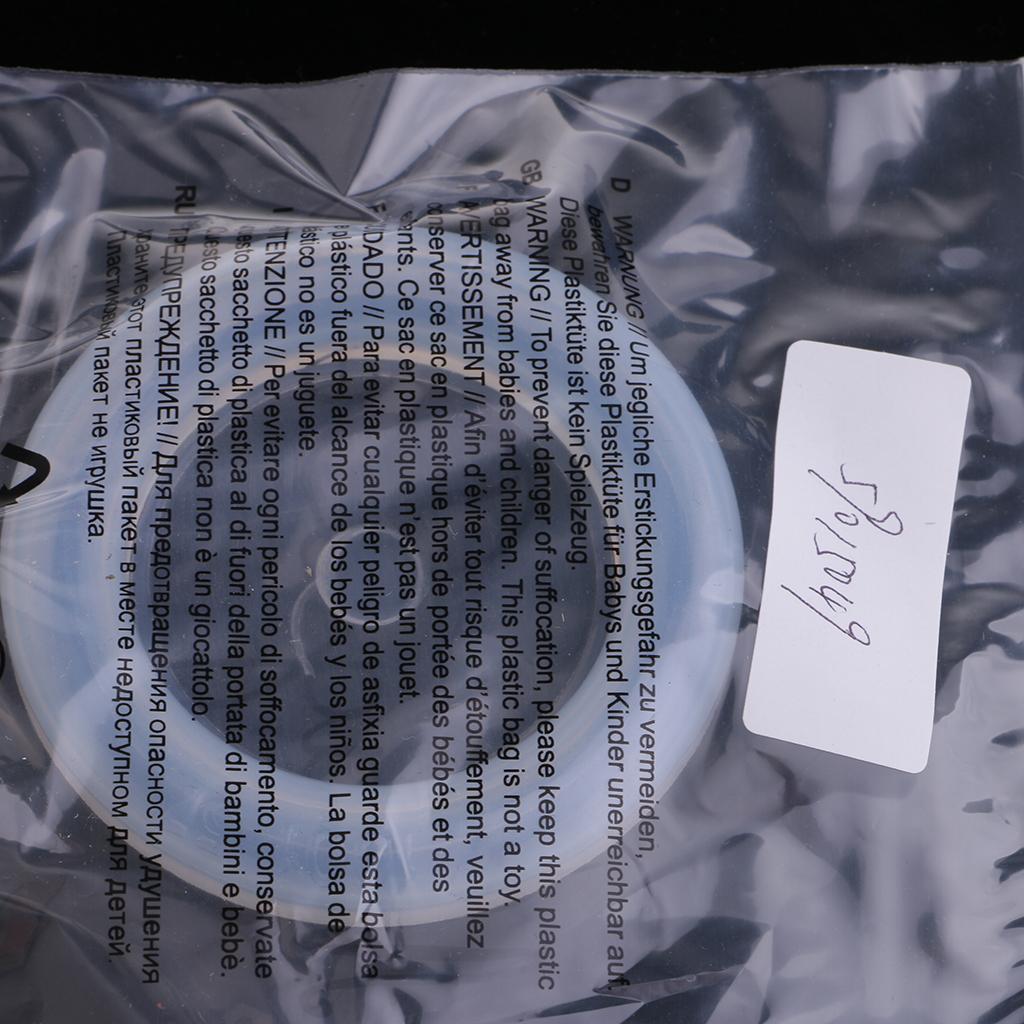 D WARNUNG // Um jegliche Erstickungsgefahr zu vermeiden,
bewahren Sie diese Plastiktüte für Babys und Kinder unerreichbar auf.
Diese Plastiktüte ist kein Spielzeug
GB WARNING // To prevent danger of suffocation, please keep this plastic
bag away from babies and children. This plastic bag is not a toy
F AVERTISSEMENT // Afin d'éviter tout risque d'étouffement, veuillez
conserver ce sac en plastique hors de portée des bébés et des
enfants. Ce sac en plastique n'est pas un jouet.
E CUIDADO // Para evitar cualquier peligro de asfixia guarde esta bolsa
de plástico fuera del alcance de los bebés y los niños. La bolsa de
plástico no es un juguete.
I ATTENZIONE // Per evitare ogni pericolo di soffocamento, conservate
questo sacchetto di plastica al di fuori della portata di bambini e bebè.
Questo sacchetto di plastica non è un giocattolo.
RU ПРЕДУПРЕЖДЕНИЕ! // Для предотвращения опасности удушения
храните этот пластиковый пакет в месте недоступном для детей.
Пластиковый пакет не игрушка.
58